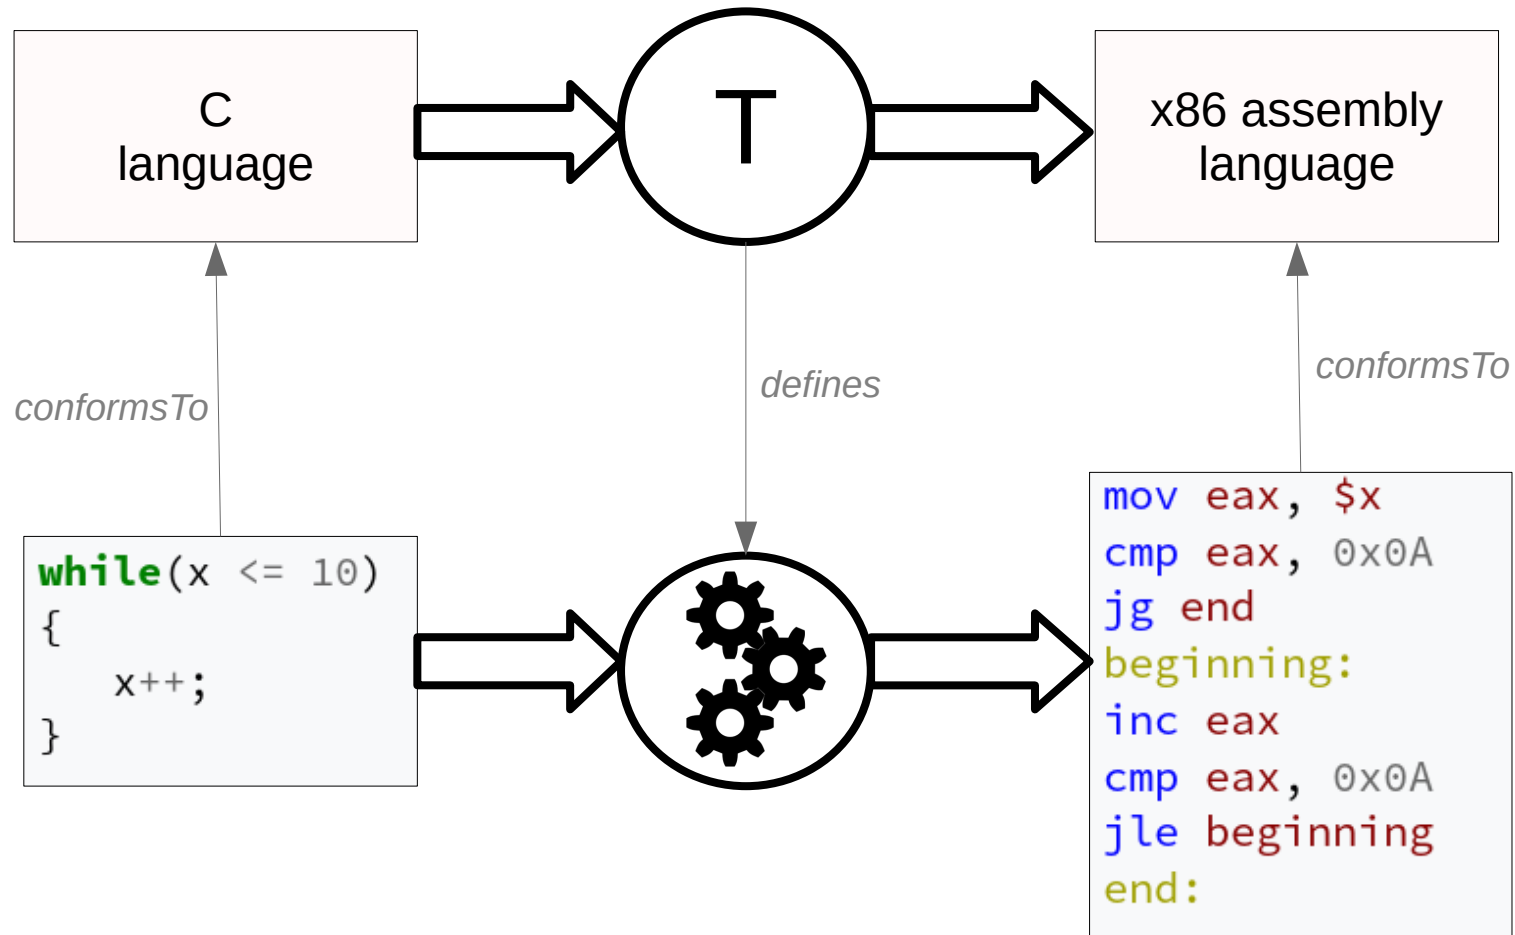 C
language
T
x86 assembly
language
conformsTo
defines
conformsTo
while(x <= 10)
{
x++;
}
mov eax, $x
cmp eax, 0x0A
jg end
beginning:
inc eax
cmp eax, 0x0A
jle beginning
end: